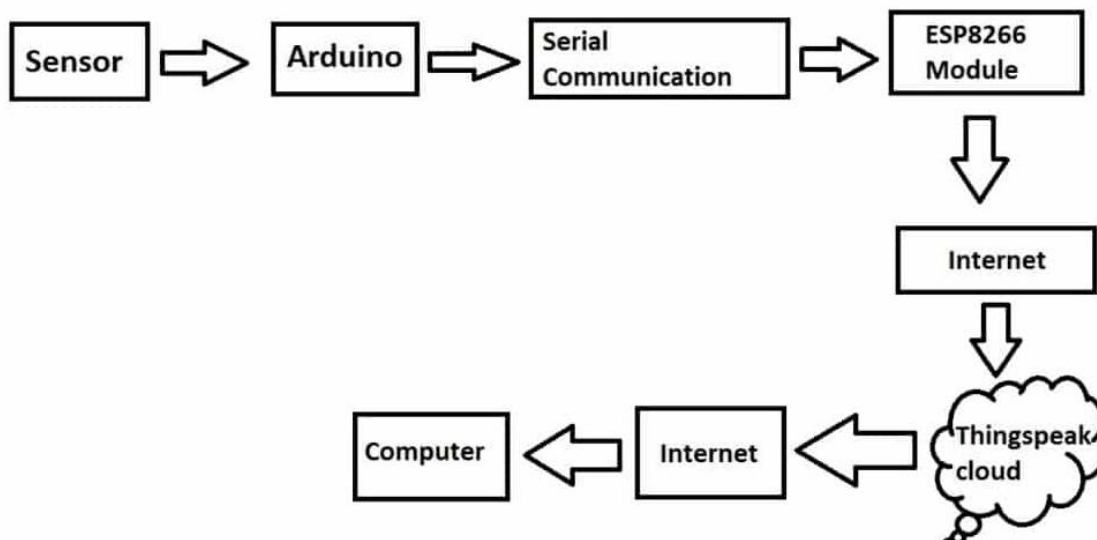 Sensor
Arduino
Serial
Communication
ESP8266
Module
Internet
Thingspeak
cloud
Internet
Computer